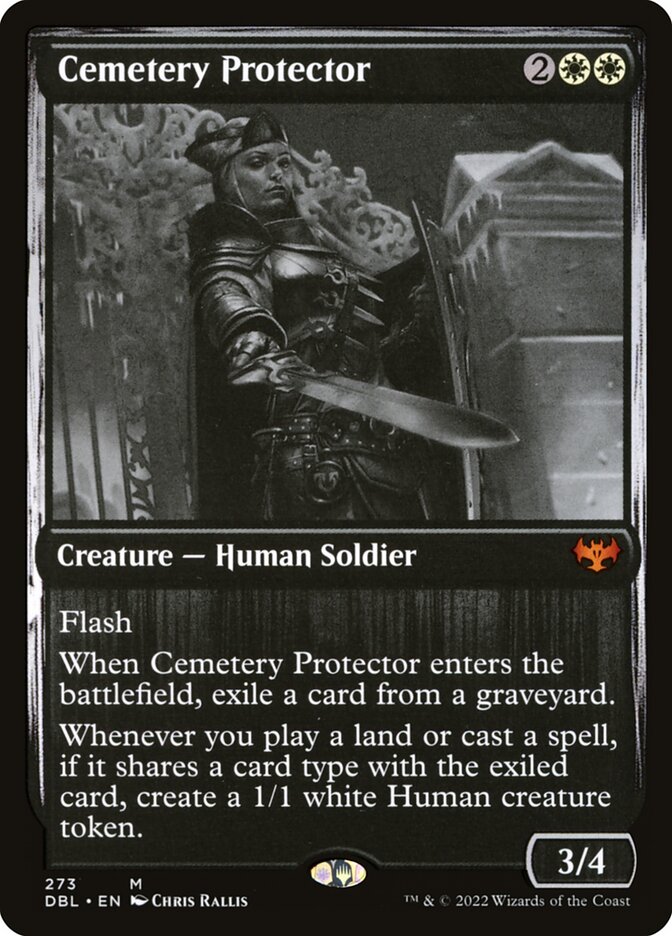 Cemetery Protector 2
Creature — Human Soldier
Flash
When Cemetery Protector enters the
battlefield, exile a card from a graveyard.
Whenever you play a land or cast a spell,
if it shares a card type with the exiled
card, create a 1/1 white Human creature
token.
3/4
273 M
DBL • EN Chris Rallis ™ & © 2022 Wizards of the Coast